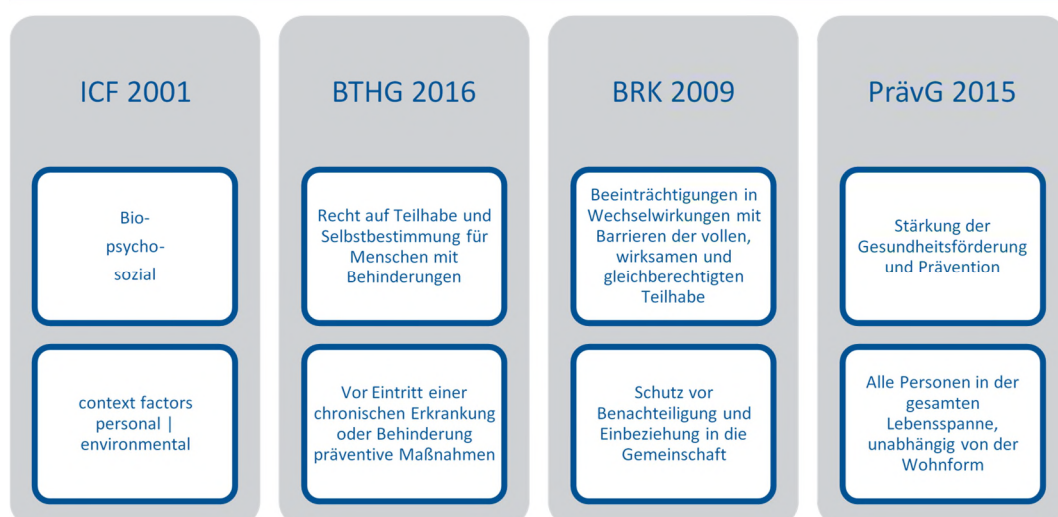 ICF 2001
Bio-
psycho-
sozial
context factors
personal |
environmental
BTHG 2016
Recht auf Teilhabe und
Selbstbestimmung für
Menschen mit
Behinderungen
Vor Eintritt einer
chronischen Erkrankung
oder Behinderung
präventive Maßnahmen
BRK 2009
Beeinträchtigungen in
Wechselwirkungen mit
Barrieren der vollen,
wirksamen und
gleichberechtigten
Teilhabe
Schutz vor
Benachteiligung und
Einbeziehung in die
Gemeinschaft
PrävG 2015
Stärkung der
Gesundheitsförderung
und Prävention
Alle Personen in der
gesamten
Lebensspanne,
unabhängig von der
Wohnform